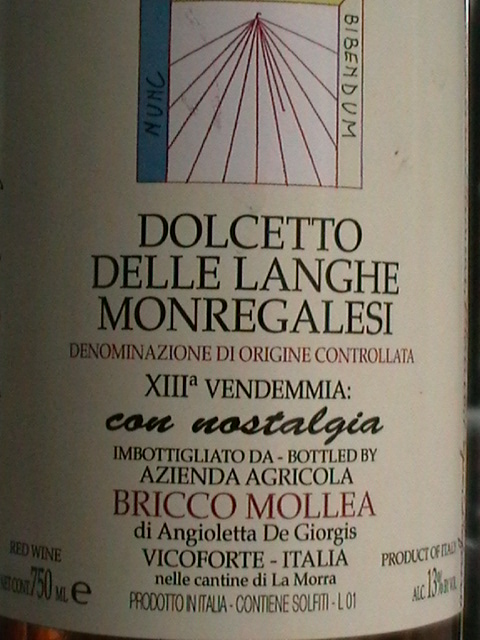 NUNC
BIBENDUM
DOLCETTO
DELLE LANGHE
MONREGALESI
DENOMINAZIONE DI ORIGINE CONTROLLATA
XIIIª VENDEMMIA:
con nostalgia
IMBOTTIGLIATO DA - BOTTLED BY
AZIENDA AGRICOLA
BRICCO MOLLEA
di Angioletta De Giorgis
VICOFORTE - ITALIA
nelle cantine di La Morra
PRODOTTO IN ITALIA - CONTIENE SOLFITI - L 01
RED WINE
NET CONT. 750 ML e
PRODUCT OF ITALY
ALC. 13% BY VOL.